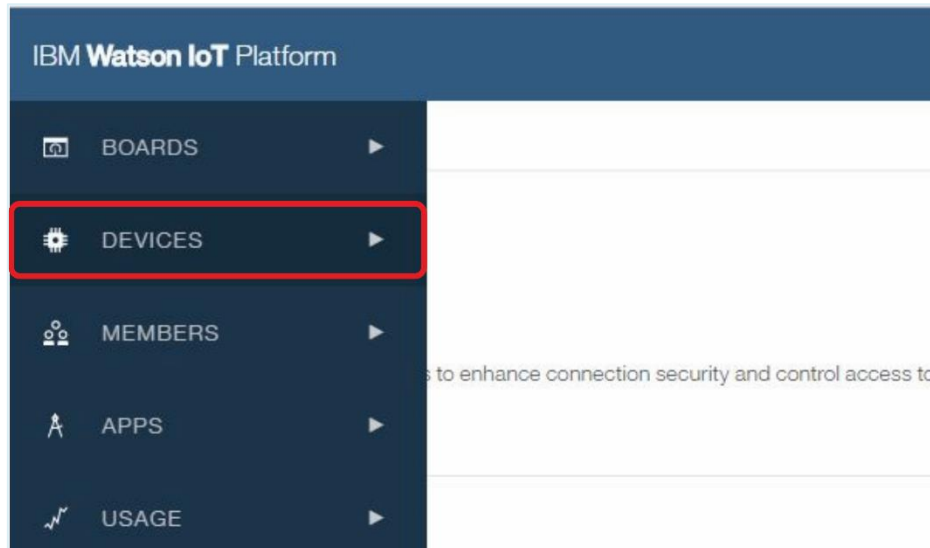 IBM Watson IoT Platform
BOARDS
DEVICES
MEMBERS
to enhance connection security and control access to
APPS
USAGE